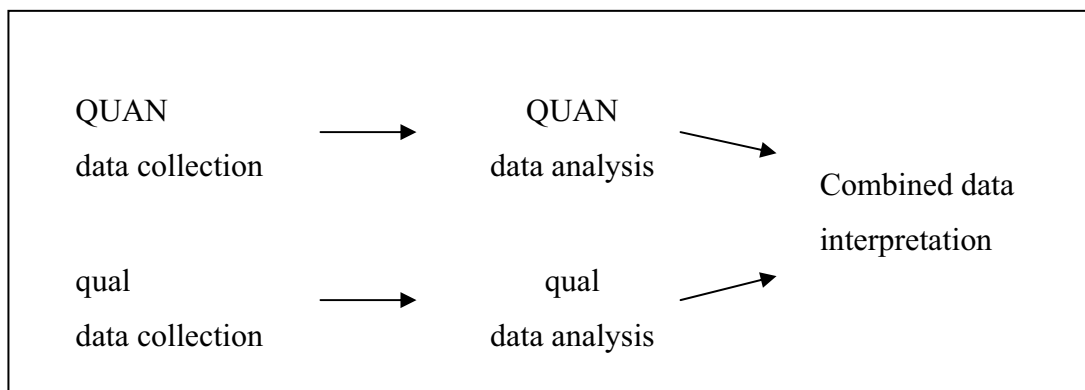 QUAN
data collection
QUAN
data analysis
Combined data
interpretation
qual
data collection
qual
data analysis